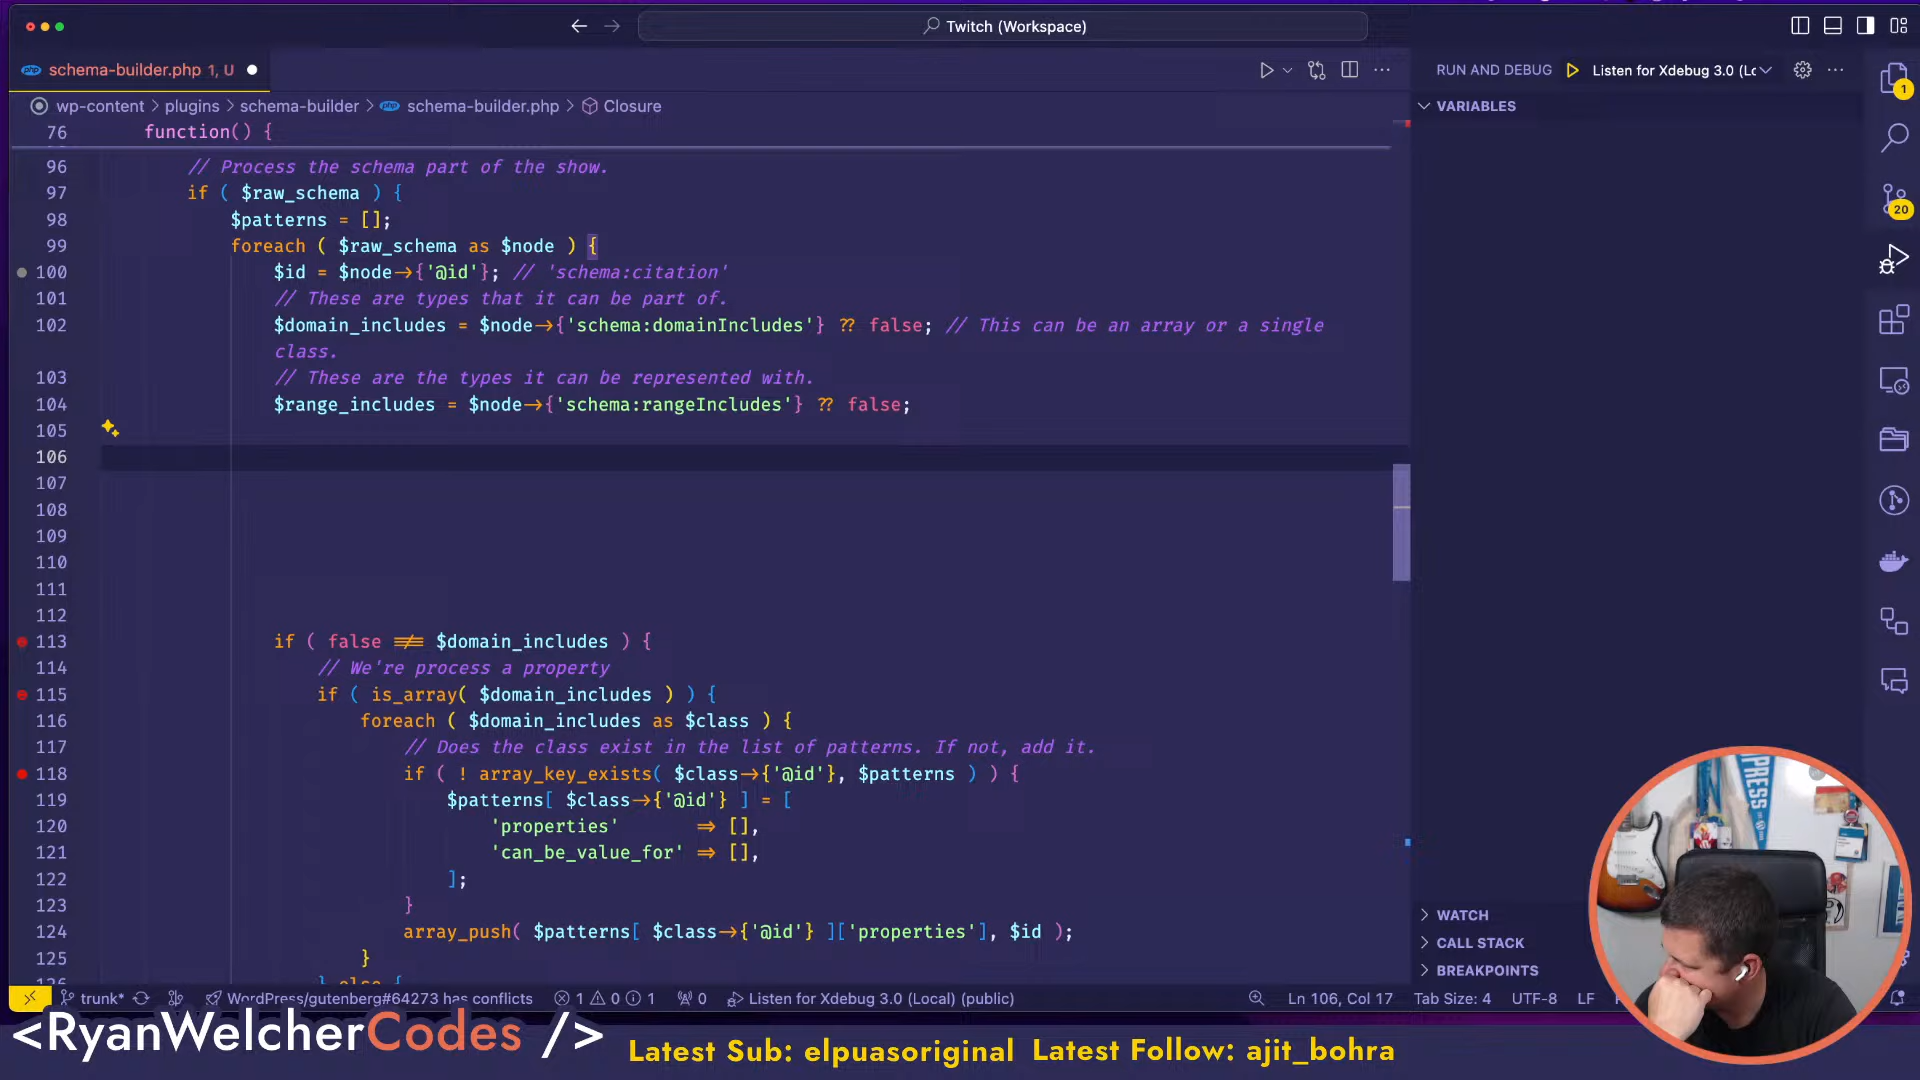 Twitch (Workspace)
schema-builder.php 1, U
RUN AND DEBUG
Listen for Xdebug 3.0 (Lc
wp-content > plugins > schema-builder > schema-builder.php > Closure
VARIABLES
1
76 function() {
96 // Process the schema part of the show.
97 if ( $raw_schema ) {
98 $patterns = [];
99 foreach ( $raw_schema as $node ) {
100 $id = $node->{'@id'}; // 'schema:citation'
101 // These are types that it can be part of.
102 $domain_includes = $node->{'schema:domainIncludes'} ?? false; // This can be an array or a single
class.
103 // These are the types it can be represented with.
104 $range_includes = $node->{'schema:rangeIncludes'} ?? false;
105
106
107
108
109
110
111
112
113 if ( false !== $domain_includes ) {
114 // We're process a property
115 if ( is_array( $domain_includes ) ) {
116 foreach ( $domain_includes as $class ) {
117 // Does the class exist in the list of patterns. If not, add it.
118 if ( ! array_key_exists( $class->{'@id'}, $patterns ) ) {
119 $patterns[ $class->{'@id'} ] = [
120 'properties' => [],
121 'can_be_value_for' => [],
122 ];
123 }
124 array_push( $patterns[ $class->{'@id'} ]['properties'], $id );
125 }
126 } else {
20
WATCH
CALL STACK
BREAKPOINTS
trunk*
WordPress/gutenberg#64273 has conflicts
1 0 1
0
Listen for Xdebug 3.0 (Local) (public)
Ln 106, Col 17
Tab Size: 4
UTF-8
LF
<RyanWelcherCodes />
Latest Sub: elpuasoriginal
Latest Follow: ajit_bohra